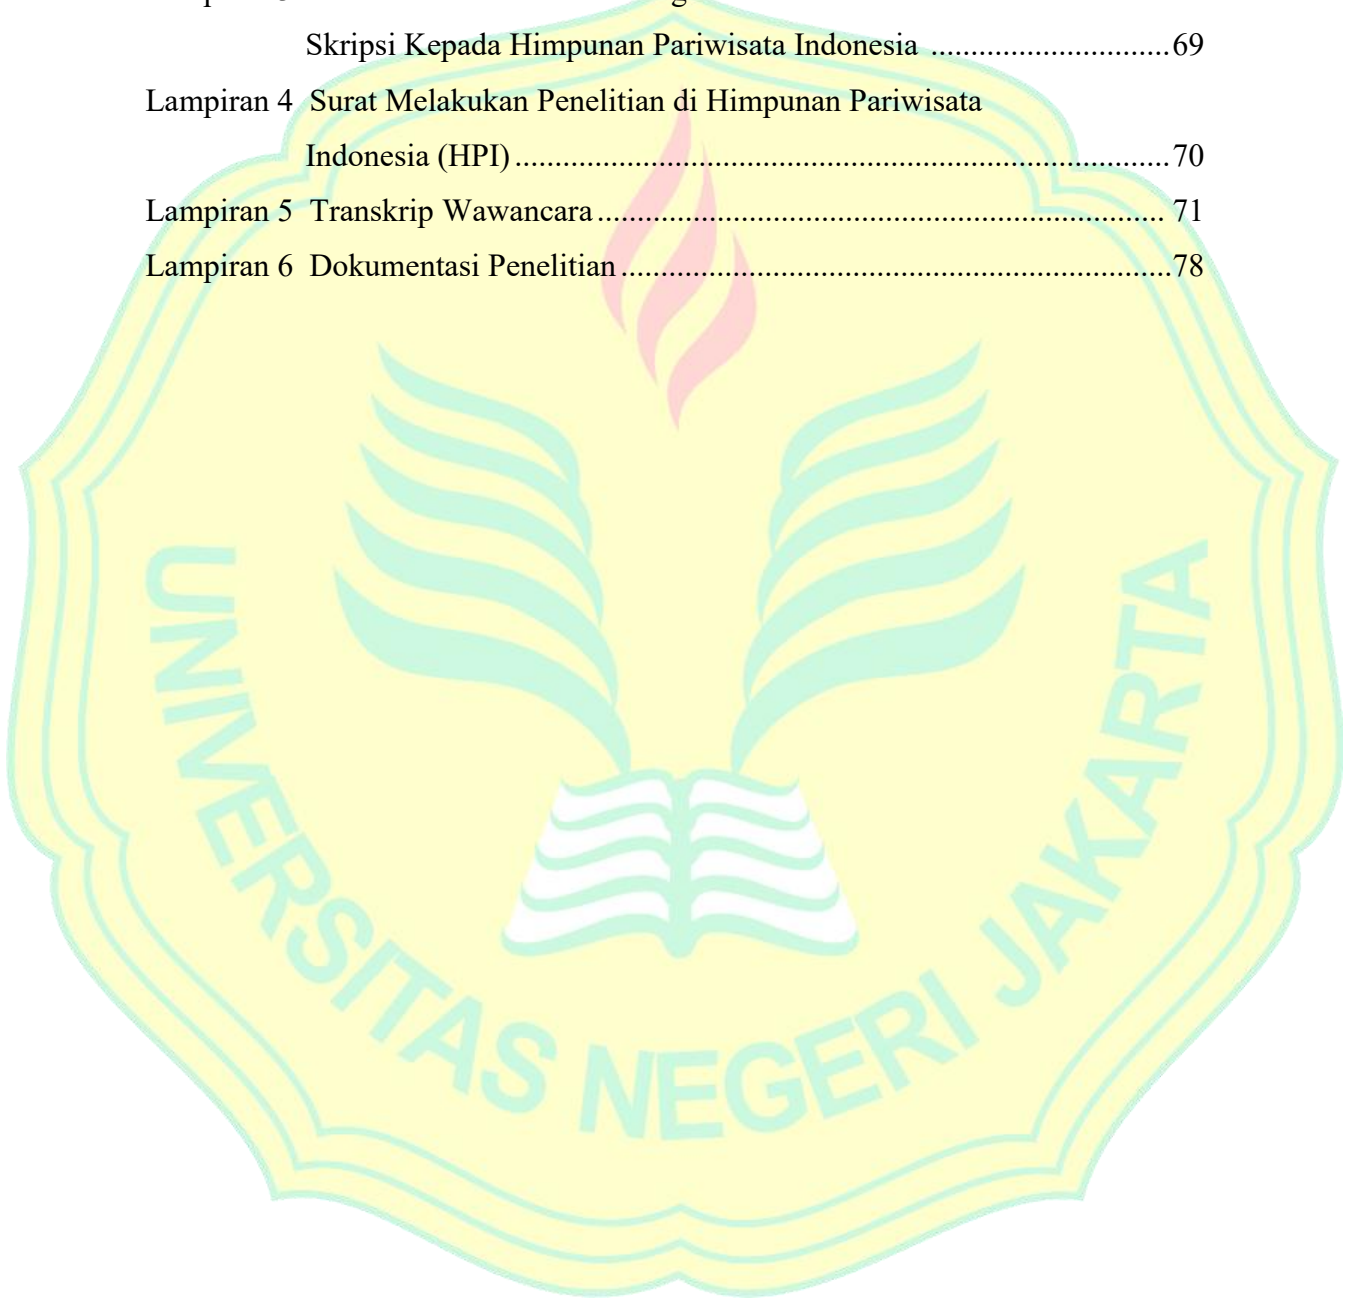 Skripsi Kepada Himpunan Pariwisata Indonesia ..............................69
Lampiran 4 Surat Melakukan Penelitian di Himpunan Pariwisata
Indonesia (HPI)..................................................................................70
Lampiran 5 Transkrip Wawancara....................................................................... 71
Lampiran 6 Dokumentasi Penelitian.....................................................................78
UNIVERSITAS NEGERI JAKARTA